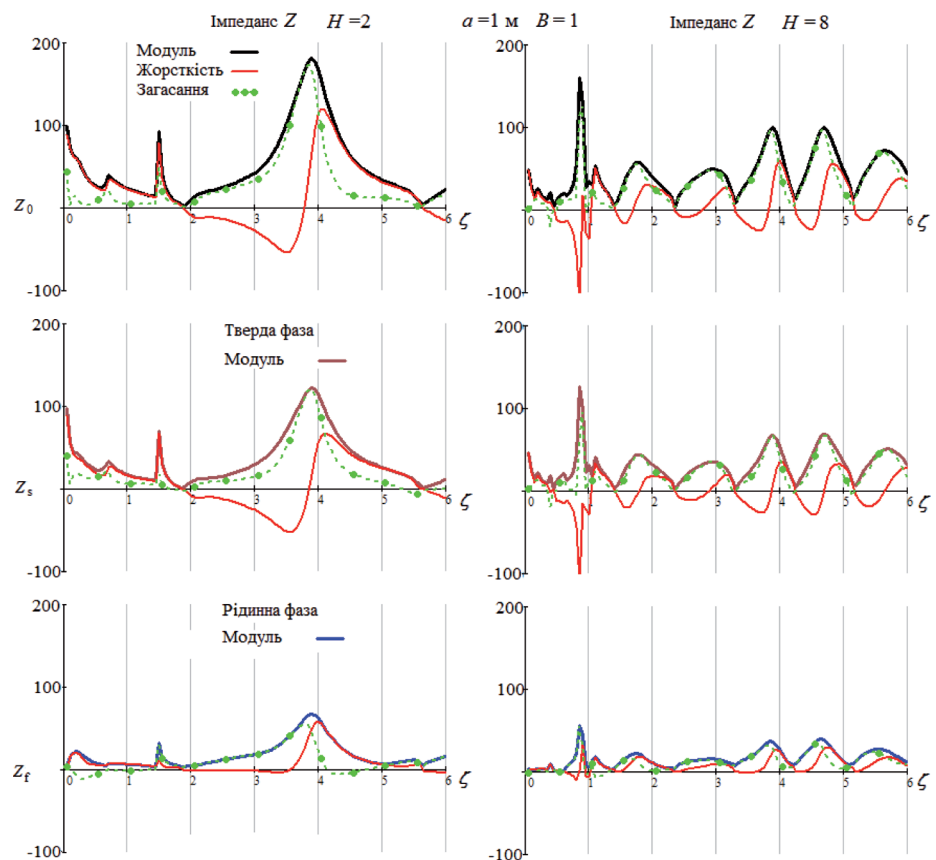 Імпеданс Z H =2 a =1 м B = 1 Імпеданс Z H = 8
200
Модуль
Жорсткість
Загасання
100
Z0
0 1 2 3 4 5 6 ζ
-100
200
100
0 1 2 3 4 5 6 ζ
-100
200
Тверда фаза
Модуль
100
Zs
0 1 2 3 4 5 6 ζ
-100
200
100
0 1 2 3 4 5 6 ζ
-100
200
Рідинна фаза
Модуль
100
Zf
0 1 2 3 4 5 6 ζ
-100
200
100
0 1 2 3 4 5 6 ζ
-100